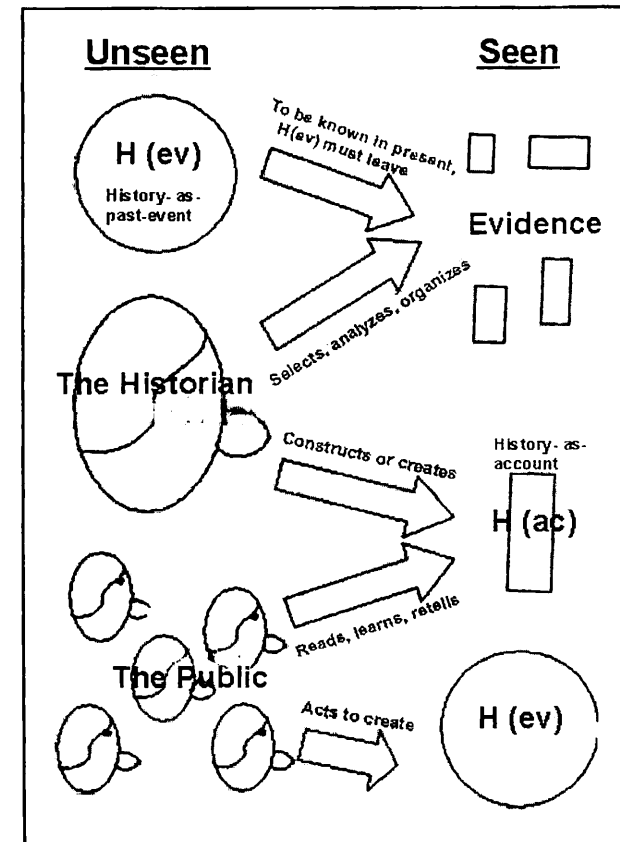 Unseen
Seen
H (ev)
History- as-
past-event
To be known in present,
H(ev) must leave
Evidence
Selects, analyzes, organizes
The Historian
Constructs or creates
History- as-
account
H (ac)
Reads, learns, retells
The Public
Acts to create
H (ev)